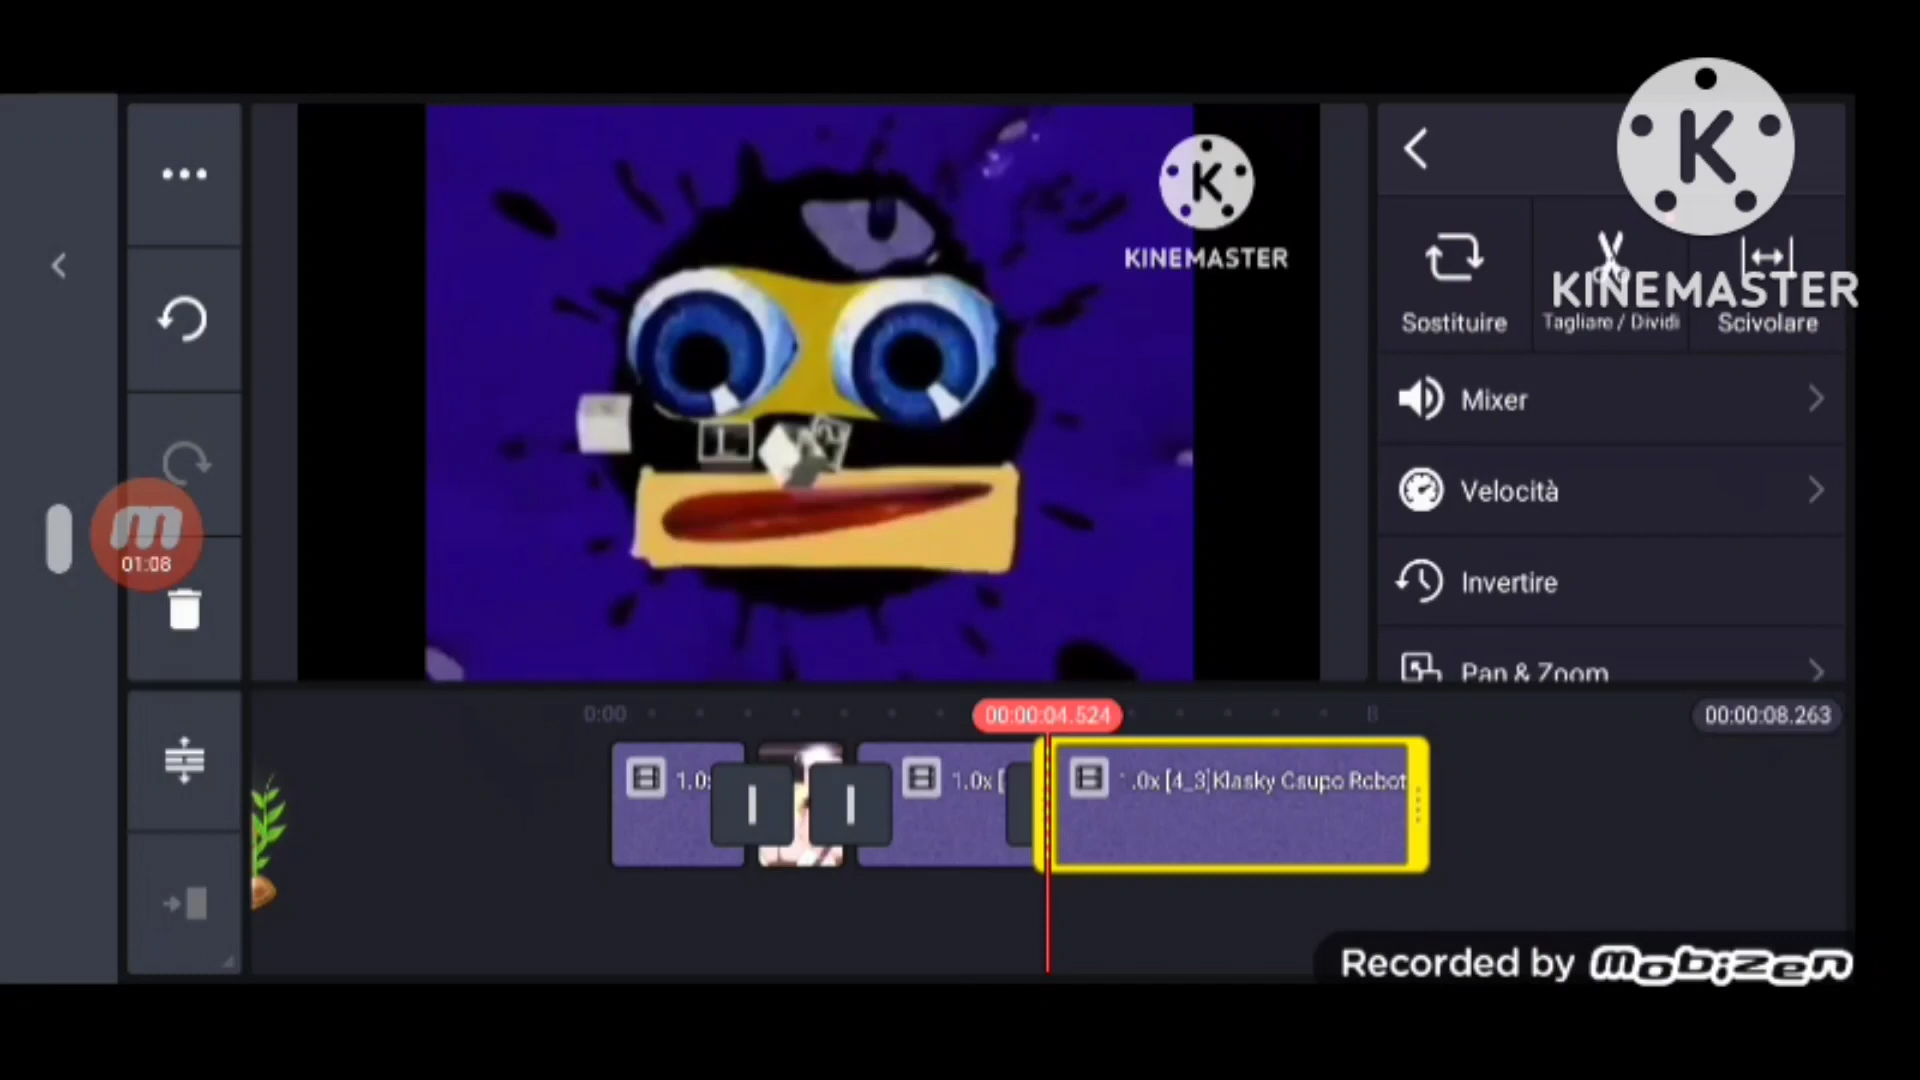 K
KINEMASTER
K
KINEMASTER
Sostituire
Tagliare / Dividi
Scivolare
Mixer
Velocità
Invertire
Pan & Zoom
01:08
0:00
00:00:04.524
00:00:08.263
1.0x [
1.0x [4_3]Klasky Csupo Robot
Recorded by mobizen